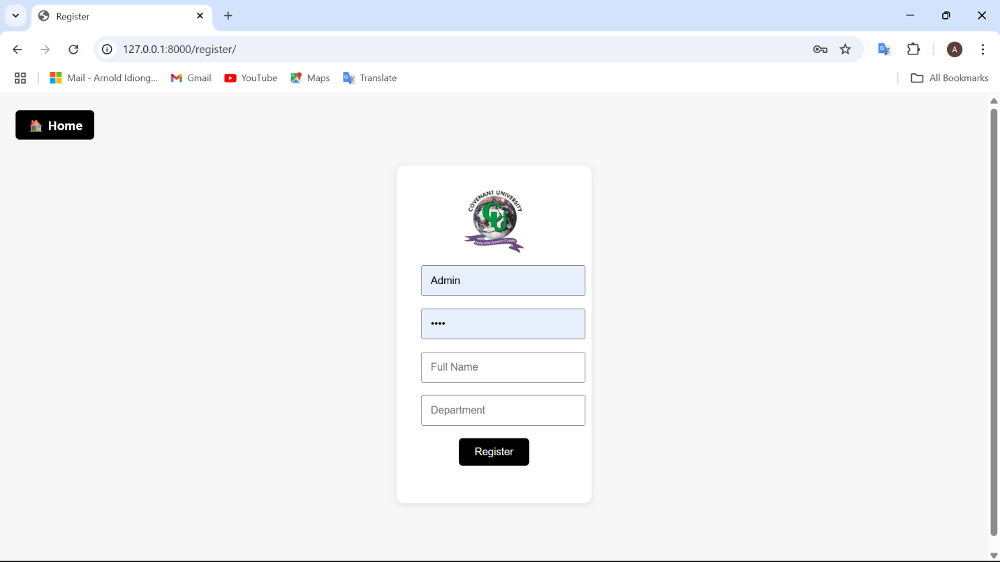 Register
127.0.0.1:8000/register/
A
Mail - Arnold Idiong...
Gmail
YouTube
Maps
Translate
All Bookmarks
Home
COVENANT UNIVERSITY
CU
Admin
••••
Full Name
Department
Register